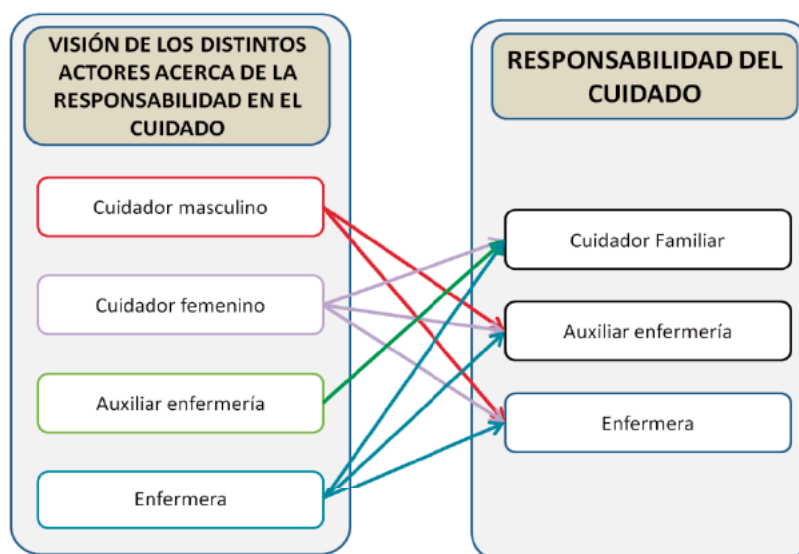 VISIÓN DE LOS DISTINTOS
ACTORES ACERCA DE LA
RESPONSABILIDAD EN EL
CUIDADO
Cuidador masculino
Cuidador femenino
Auxiliar enfermería
Enfermera
RESPONSABILIDAD DEL
CUIDADO
Cuidador Familiar
Auxiliar enfermería
Enfermera